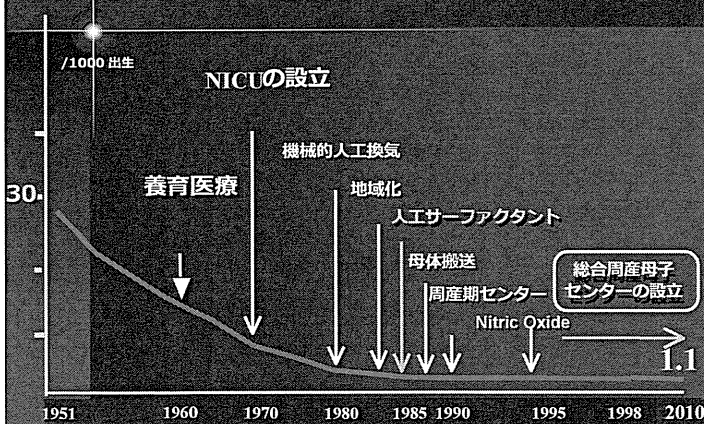 /1000 出生
NICUの設立
機械的人工換気
養育医療
地域化
30
人工サーファクタント
母体搬送
総合周産母子
センターの設立
周産期センター
Nitric Oxide
1.1
1951 1960 1970 1980 1985 1990 1995 1998 2010